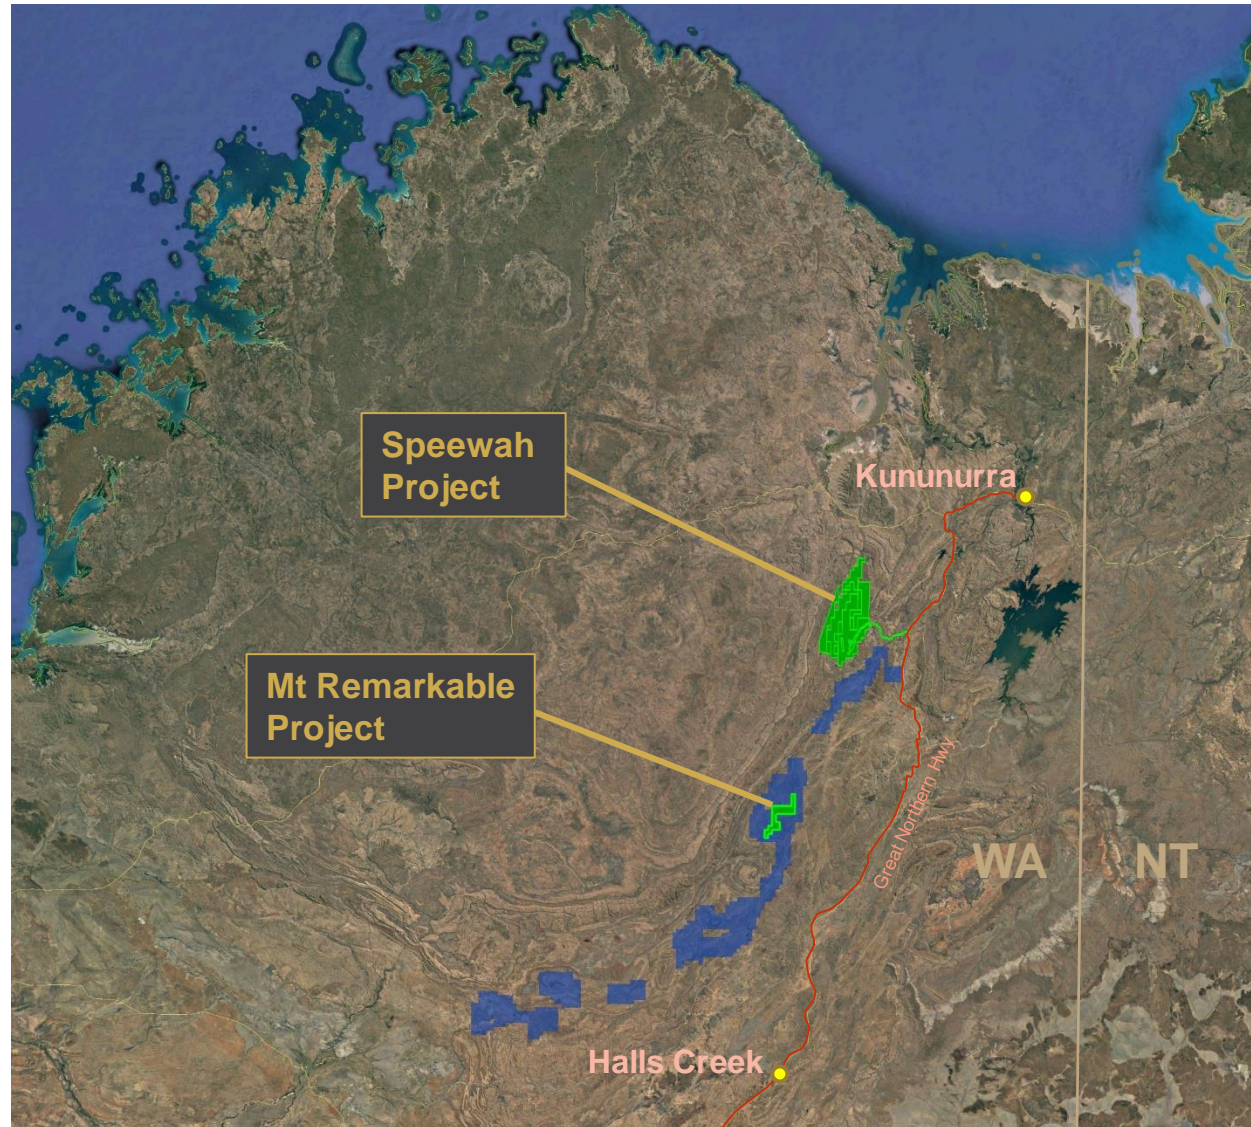 Speewah
Project
Kununurra
Mt Remarkable
Project
Great Northern Hwy
WA
NT
Halls Creek